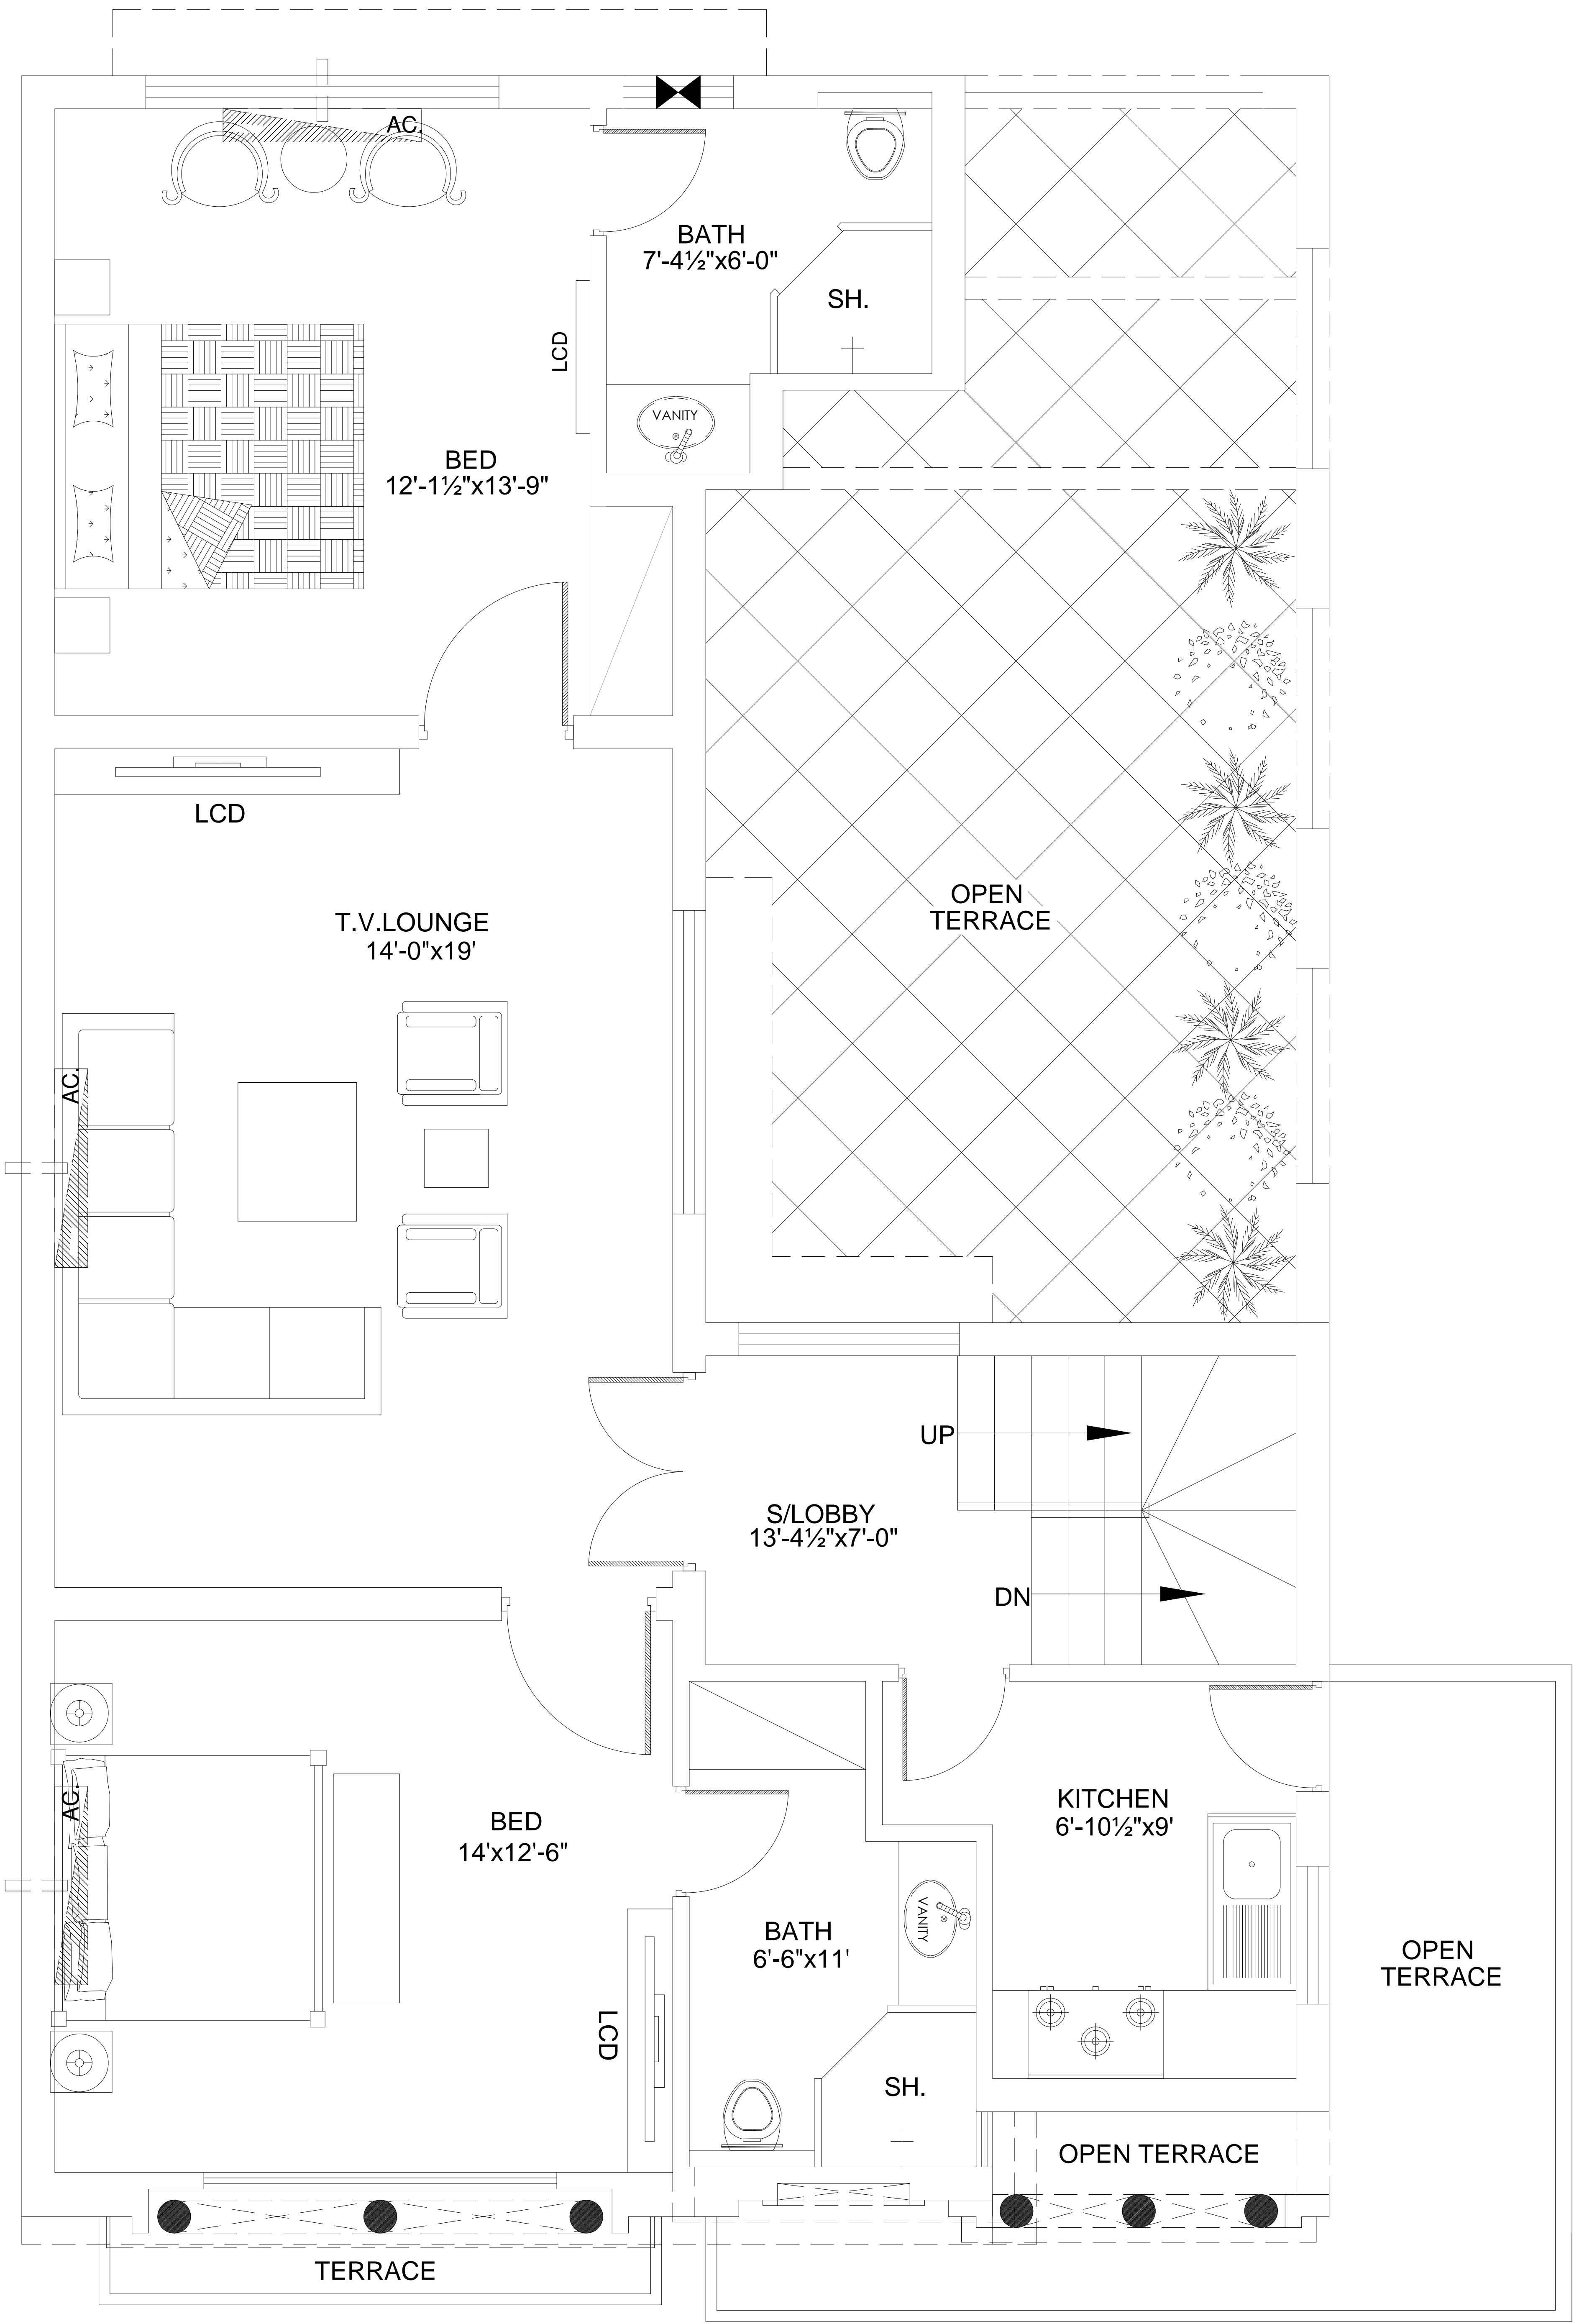 AC.
BATH
7'-4½"x6'-0"
SH.
LCD
VANITY
BED
12'-1½"x13'-9"
LCD
T.V.LOUNGE
14'-0"x19'
OPEN
TERRACE
AC.
UP
S/LOBBY
13'-4½"x7'-0"
DN
AC.
BED
14'x12'-6"
KITCHEN
6'-10½"x9'
VANITY
BATH
6'-6"x11'
OPEN
TERRACE
LCD
SH.
OPEN TERRACE
TERRACE